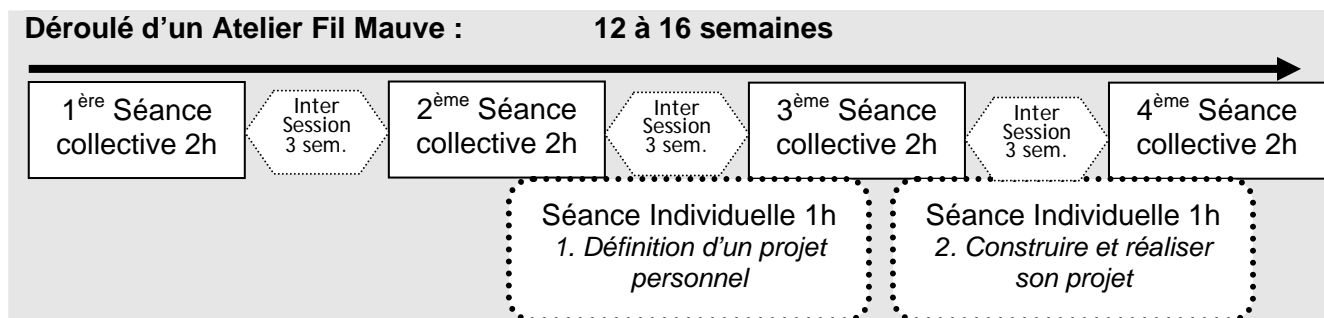 Déroulé d'un Atelier Fil Mauve : 12 à 16 semaines
1ère Séance
collective 2h
Inter
Session
3 sem.
2ème Séance
collective 2h
Inter
Session
3 sem.
3ème Séance
collective 2h
Inter
Session
3 sem.
4ème Séance
collective 2h
Séance Individuelle 1h
1. Définition d'un projet
personnel
Séance Individuelle 1h
2. Construire et réaliser
son projet